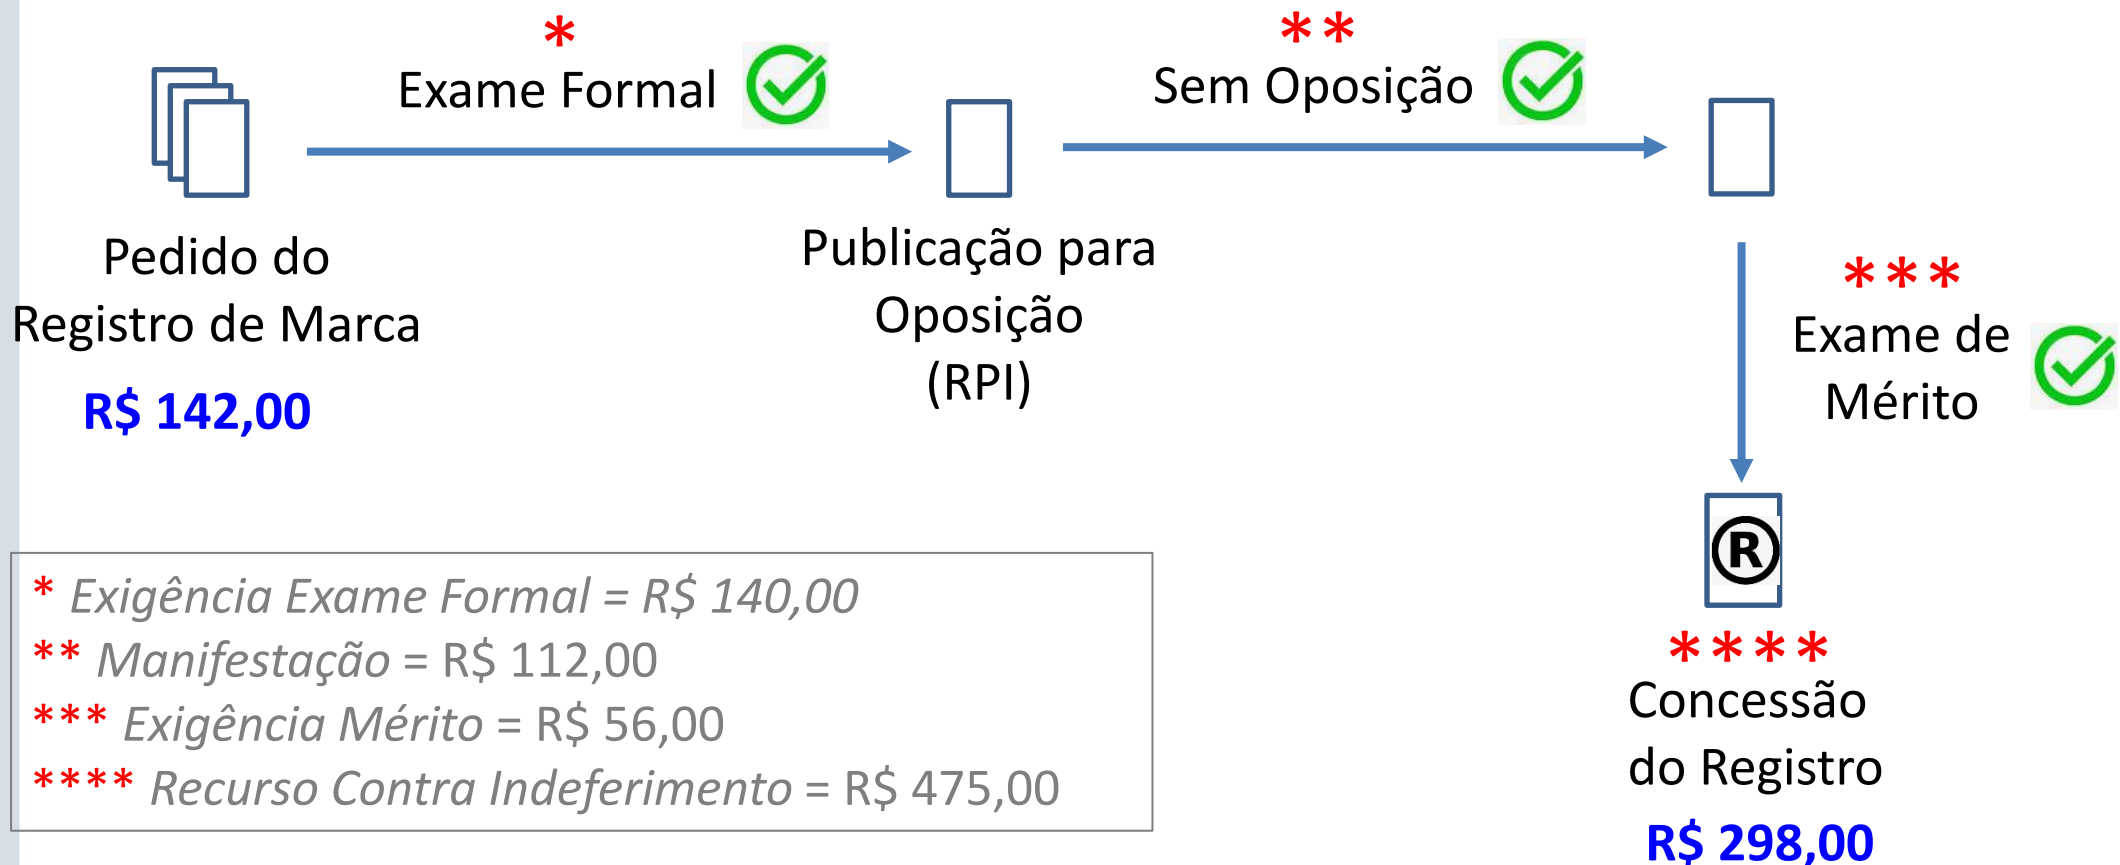 *
Exame Formal
**
Sem Oposição
Pedido do
Registro de Marca
R$ 142,00
Publicação para
Oposição
(RPI)
***
Exame de
Mérito
®
****
Concessão
do Registro
R$ 298,00
* Exigência Exame Formal = R$ 140,00
** Manifestação = R$ 112,00
*** Exigência Mérito = R$ 56,00
**** Recurso Contra Indeferimento = R$ 475,00